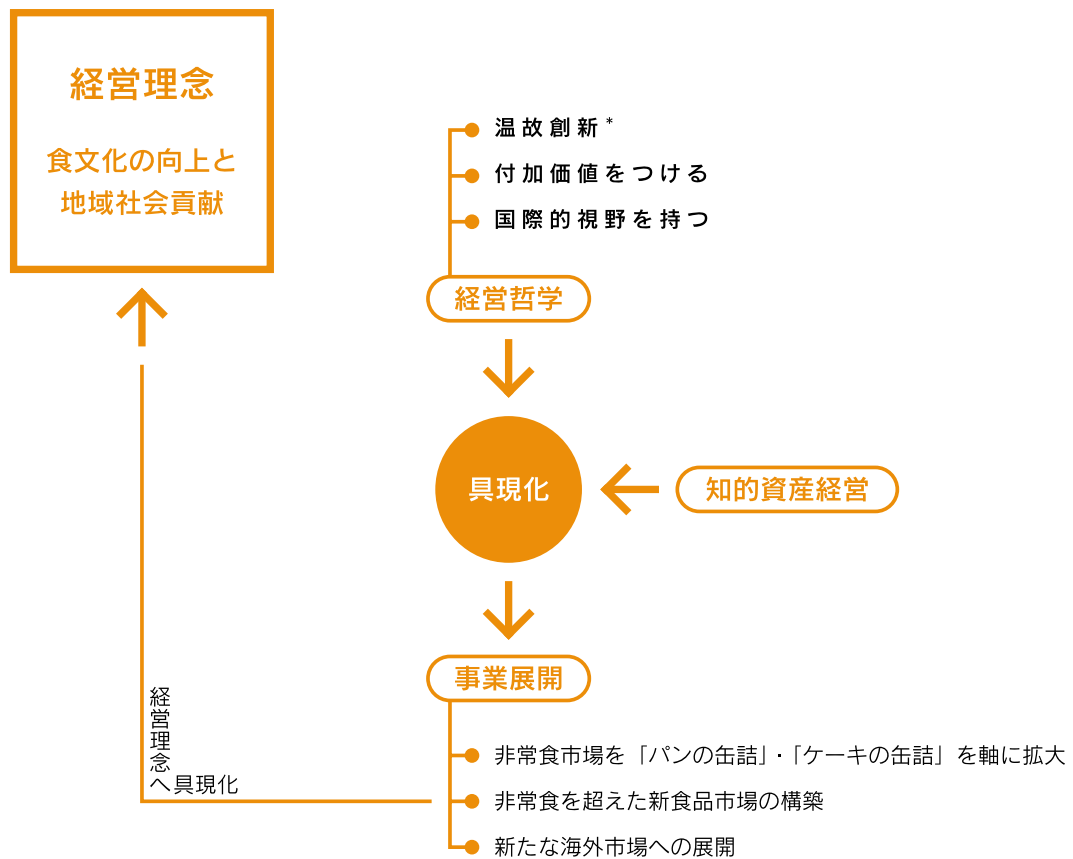 経営理念
食文化の向上と
地域社会貢献
温故創新*
付加価値をつける
国際的視野を持つ
経営哲学
具現化
知的資産経営
事業展開
非常食市場を「パンの缶詰」・「ケーキの缶詰」を軸に拡大
非常食を超えた新食品市場の構築
新たな海外市場への展開
経営理念へ具現化